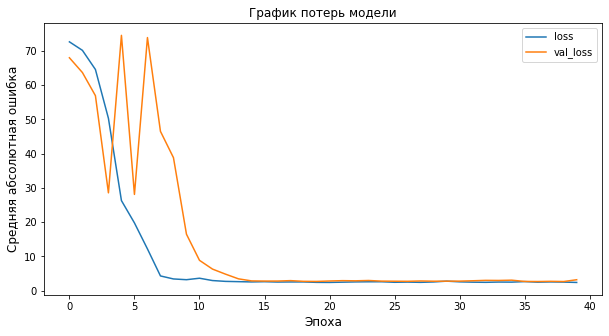 График потерь модели
loss
val_loss
Средняя абсолютная ошибка
70
60
50
40
30
20
10
0
0 5 10 15 20 25 30 35 40
Эпоха